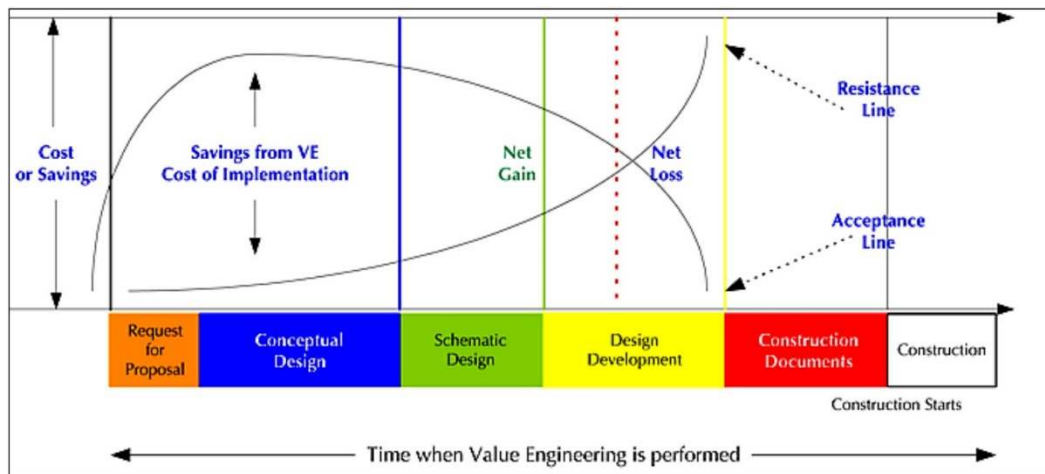 Resistance
Line
Cost
or Savings
Savings from VE
Cost of Implementation
Net
Gain
Net
Loss
Acceptance
Line
Request
for
Proposal
Conceptual
Design
Schematic
Design
Design
Development
Construction
Documents
Construction
Construction Starts
Time when Value Engineering is performed